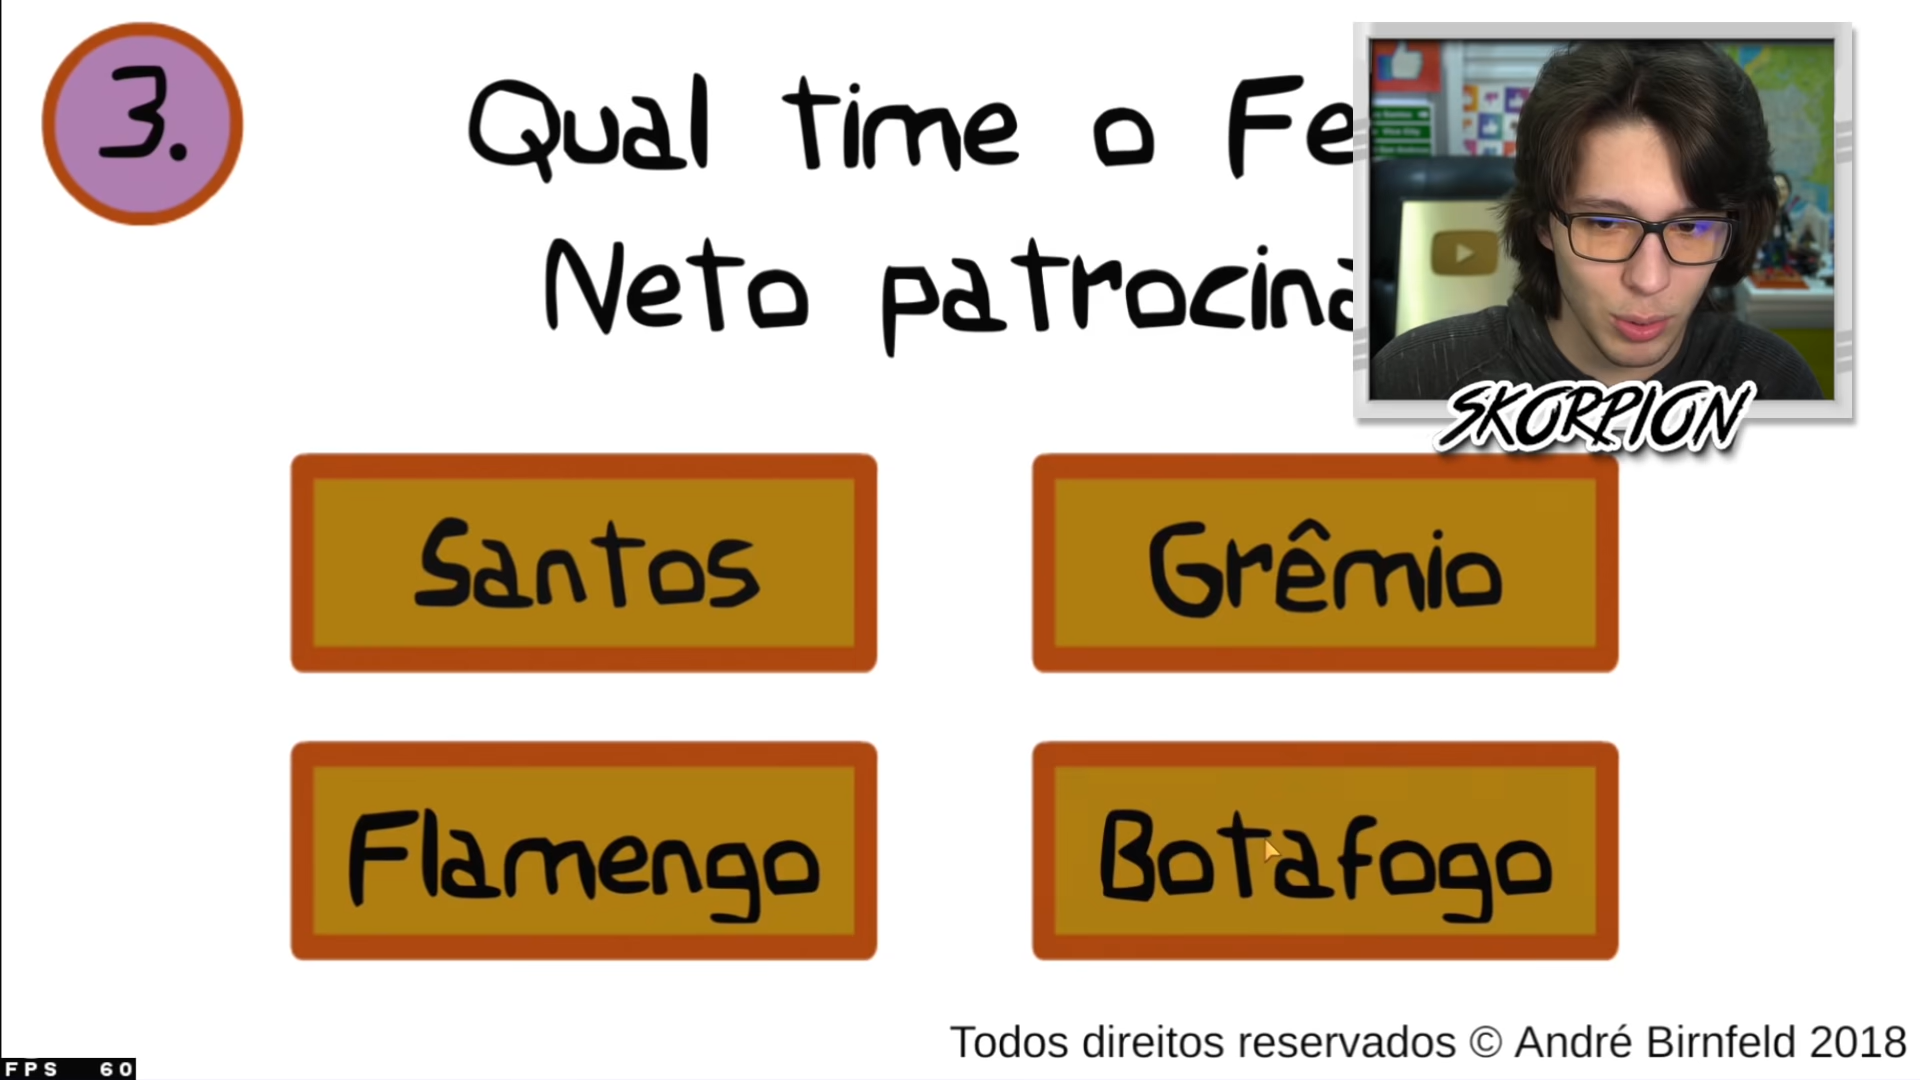 3.
Qual time o Fe
Neto patrocina
SKORPION
Santos
Grêmio
Flamengo
Botafogo
Todos direitos reservados © André Birnfeld 2018
FPS 60